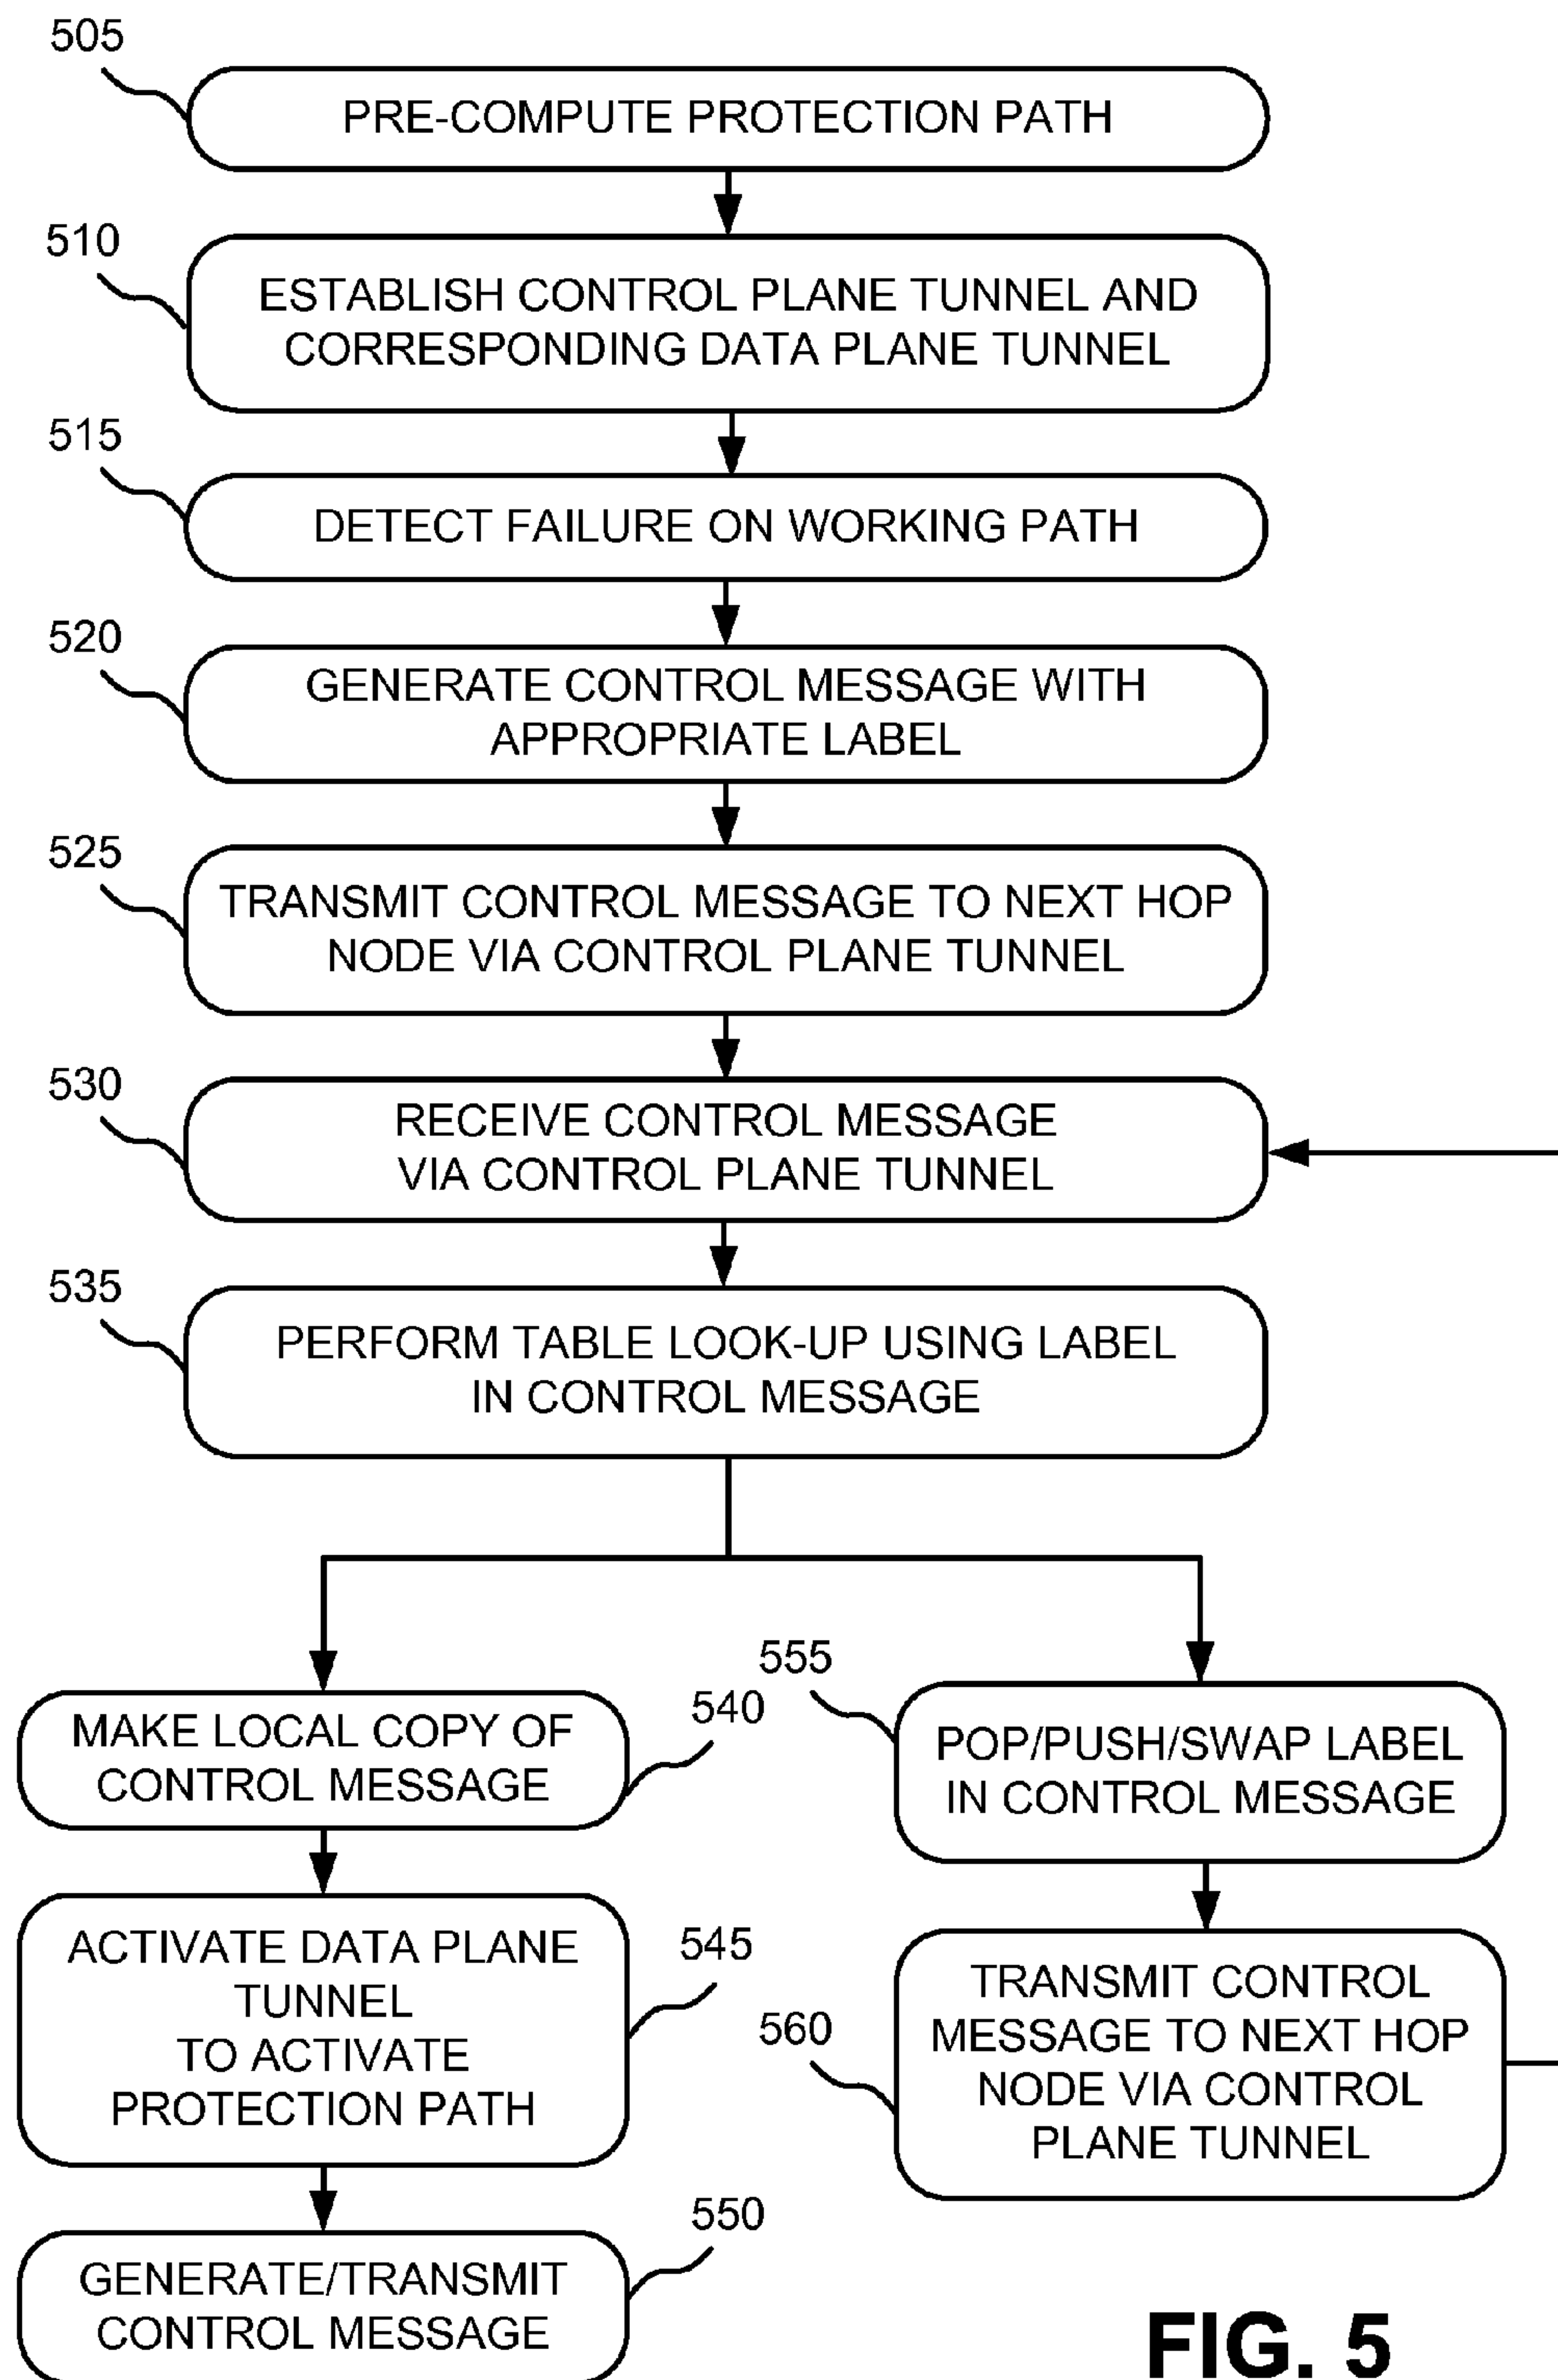 505
PRE-COMPUTE PROTECTION PATH
510
ESTABLISH CONTROL PLANE TUNNEL AND
CORRESPONDING DATA PLANE TUNNEL
515
DETECT FAILURE ON WORKING PATH
520
GENERATE CONTROL MESSAGE WITH
APPROPRIATE LABEL
525
TRANSMIT CONTROL MESSAGE TO NEXT HOP
NODE VIA CONTROL PLANE TUNNEL
530
RECEIVE CONTROL MESSAGE
VIA CONTROL PLANE TUNNEL
535
PERFORM TABLE LOOK-UP USING LABEL
IN CONTROL MESSAGE
540
MAKE LOCAL COPY OF
CONTROL MESSAGE
545
ACTIVATE DATA PLANE
TUNNEL
TO ACTIVATE
PROTECTION PATH
550
GENERATE/TRANSMIT
CONTROL MESSAGE
555
POP/PUSH/SWAP LABEL
IN CONTROL MESSAGE
560
TRANSMIT CONTROL
MESSAGE TO NEXT HOP
NODE VIA CONTROL
PLANE TUNNEL
FIG. 5